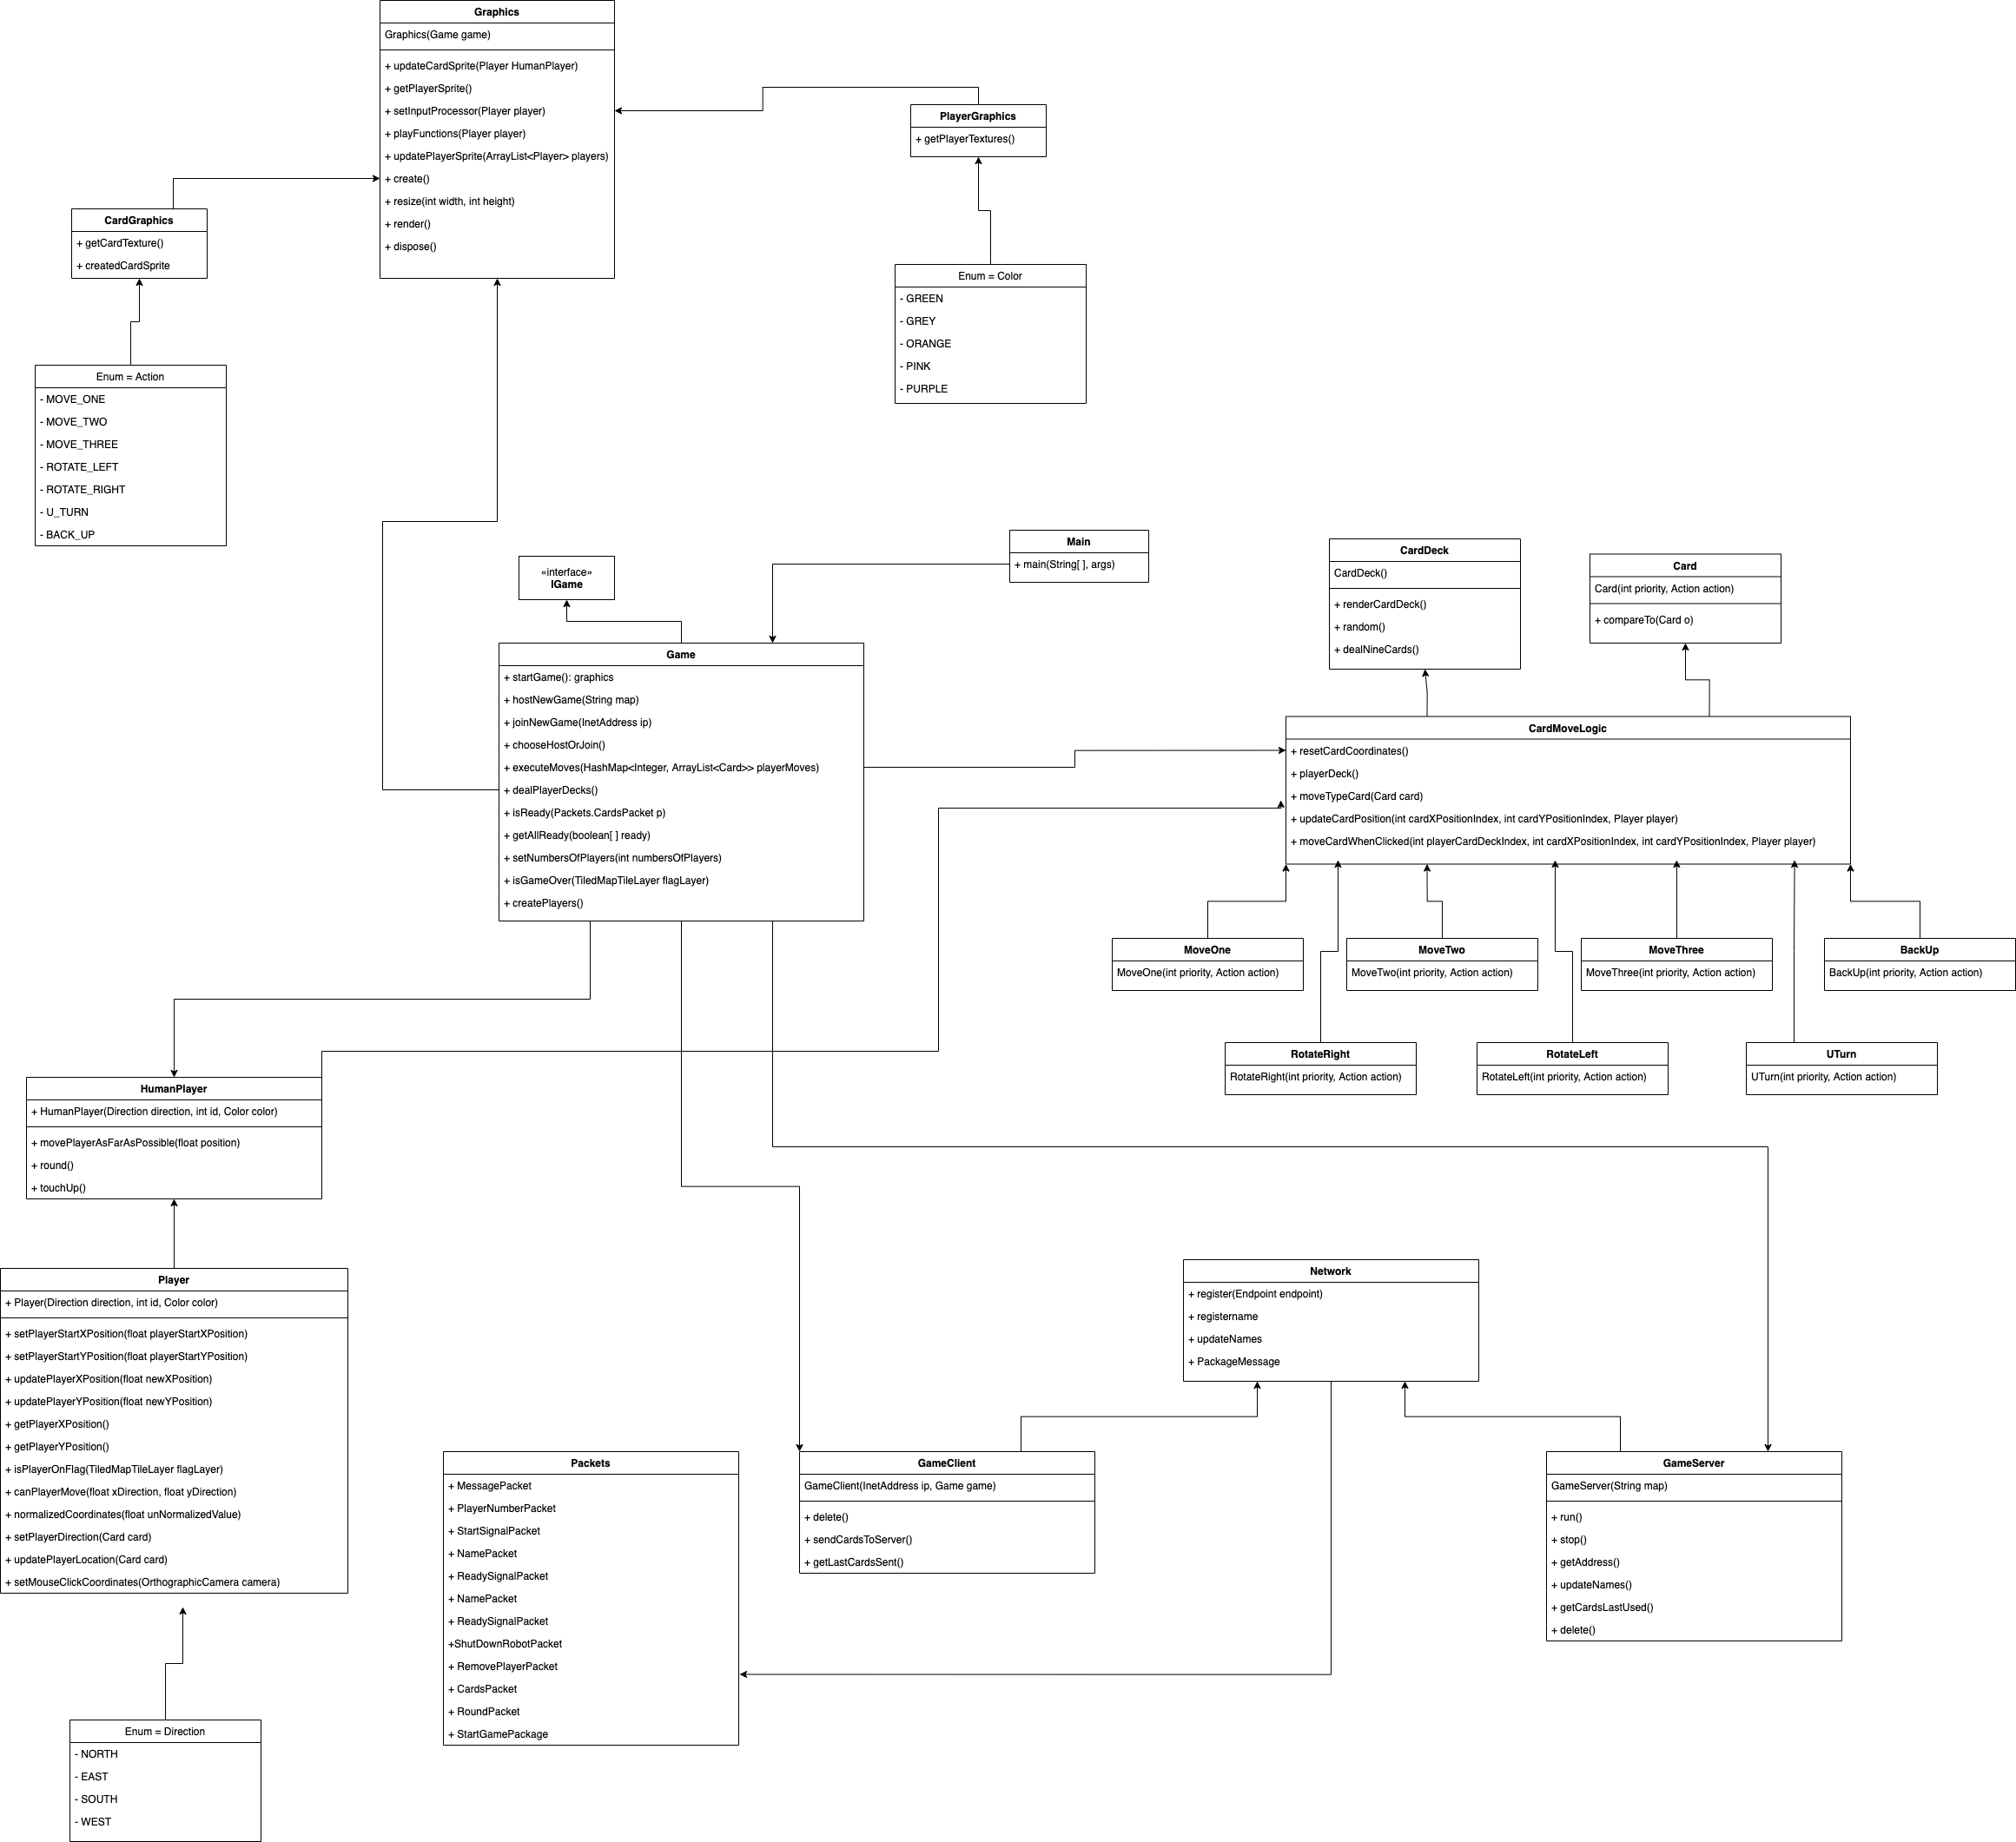 Graphics
Graphics(Game game)
+ updateCardSprite(Player HumanPlayer)
+ getPlayerSprite()
+ setInputProcessor(Player player)
+ playFunctions(Player player)
+ updatePlayerSprite(ArrayList<Player> players)
+ create()
+ resize(int width, int height)
+ render()
+ dispose()
PlayerGraphics
+ getPlayerTextures()
CardGraphics
+ getCardTexture()
+ createdCardSprite
Enum = Color
- GREEN
- GREY
- ORANGE
- PINK
- PURPLE
Enum = Action
- MOVE_ONE
- MOVE_TWO
- MOVE_THREE
- ROTATE_LEFT
- ROTATE_RIGHT
- U_TURN
- BACK_UP
«interface»
IGame
Main
+ main(String[ ], args)
CardDeck
CardDeck()
+ renderCardDeck()
+ random()
+ dealNineCards()
Card
Card(int priority, Action action)
+ compareTo(Card o)
Game
+ startGame(): graphics
+ hostNewGame(String map)
+ joinNewGame(InetAddress ip)
+ chooseHostOrJoin()
+ executeMoves(HashMap<Integer, ArrayList<Card>> playerMoves)
+ dealPlayerDecks()
+ isReady(Packets.CardsPacket p)
+ getAllReady(boolean[ ] ready)
+ setNumbersOfPlayers(int numbersOfPlayers)
+ isGameOver(TiledMapTileLayer flagLayer)
+ createPlayers()
CardMoveLogic
+ resetCardCoordinates()
+ playerDeck()
+ moveTypeCard(Card card)
+ updateCardPosition(int cardXPositionIndex, int cardYPositionIndex, Player player)
+ moveCardWhenClicked(int playerCardDeckIndex, int cardXPositionIndex, int cardYPositionIndex, Player player)
MoveOne
MoveOne(int priority, Action action)
MoveTwo
MoveTwo(int priority, Action action)
MoveThree
MoveThree(int priority, Action action)
BackUp
BackUp(int priority, Action action)
RotateRight
RotateRight(int priority, Action action)
RotateLeft
RotateLeft(int priority, Action action)
UTurn
UTurn(int priority, Action action)
HumanPlayer
+ HumanPlayer(Direction direction, int id, Color color)
+ movePlayerAsFarAsPossible(float position)
+ round()
+ touchUp()
Player
+ Player(Direction direction, int id, Color color)
+ setPlayerStartXPosition(float playerStartXPosition)
+ setPlayerStartYPosition(float playerStartYPosition)
+ updatePlayerXPosition(float newXPosition)
+ updatePlayerYPosition(float newYPosition)
+ getPlayerXPosition()
+ getPlayerYPosition()
+ isPlayerOnFlag(TiledMapTileLayer flagLayer)
+ canPlayerMove(float xDirection, float yDirection)
+ normalizedCoordinates(float unNormalizedValue)
+ setPlayerDirection(Card card)
+ updatePlayerLocation(Card card)
+ setMouseClickCoordinates(OrthographicCamera camera)
Network
+ register(Endpoint endpoint)
+ registername
+ updateNames
+ PackageMessage
Packets
+ MessagePacket
+ PlayerNumberPacket
+ StartSignalPacket
+ NamePacket
+ ReadySignalPacket
+ NamePacket
+ ReadySignalPacket
+ShutDownRobotPacket
+ RemovePlayerPacket
+ CardsPacket
+ RoundPacket
+ StartGamePackage
GameClient
GameClient(InetAddress ip, Game game)
+ delete()
+ sendCardsToServer()
+ getLastCardsSent()
GameServer
GameServer(String map)
+ run()
+ stop()
+ getAddress()
+ updateNames()
+ getCardsLastUsed()
+ delete()
Enum = Direction
- NORTH
- EAST
- SOUTH
- WEST